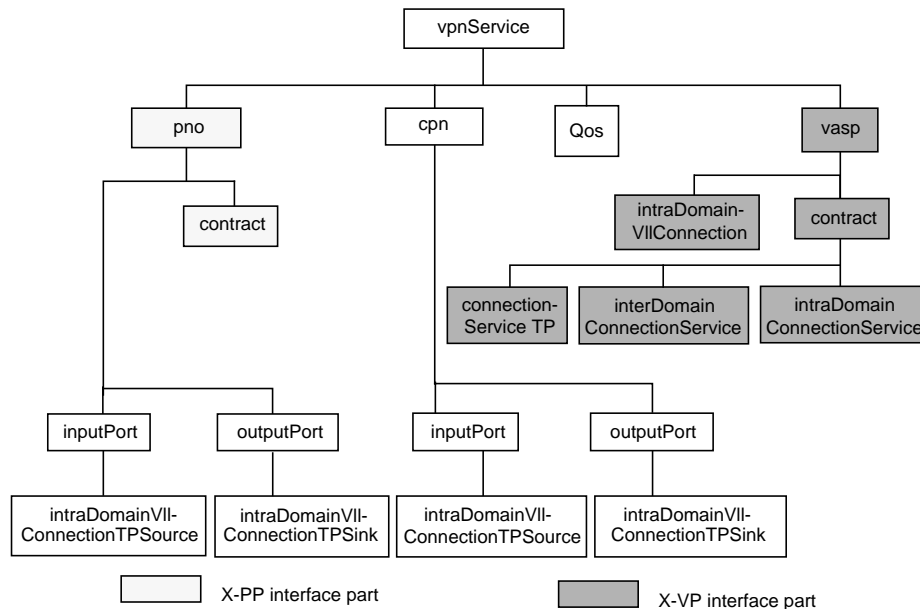 vpnService
pno
cpn
Qos
vasp
contract
intraDomain-
VllConnection
contract
connection-
Service TP
interDomain
ConnectionService
intraDomain
ConnectionService
inputPort
outputPort
inputPort
outputPort
intraDomainVll-
ConnectionTPSource
intraDomainVll-
ConnectionTPSink
intraDomainVll-
ConnectionTPSource
intraDomainVll-
ConnectionTPSink
X-PP interface part
X-VP interface part